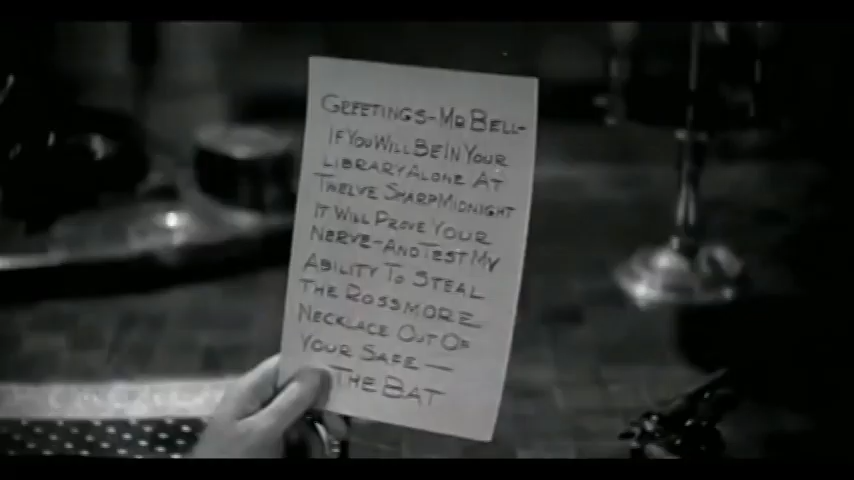 GREETINGS-MR BELL-
IF YOU WILL BE IN YOUR
LIBRARY ALONE AT
TWELVE SHARP MIDNIGHT
IT WILL PROVE YOUR
NERVE-AND TEST MY
ABILITY TO STEAL
THE ROSSMORE
NECKLACE OUT OF
YOUR SAFE —
THE BAT